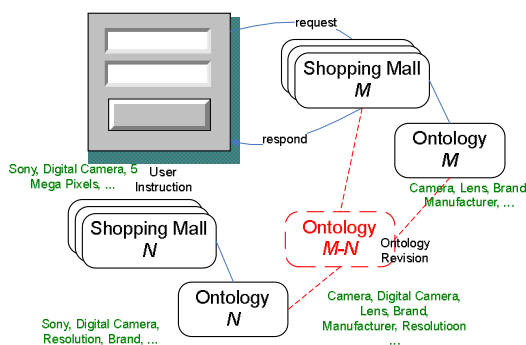 request
Shopping Mall
M
respond
Ontology
M
Sony, Digital Camera, 5
Mega Pixels, ...
User
Instruction
Camera, Lens, Brand
Manufacturer, ...
Shopping Mall
N
Ontology
M-N
Ontology
Revision
Ontology
N
Camera, Digital Camera,
Lens, Brand,
Manufacturer, Resolutioon
...
Sony, Digital Camera,
Resolution, Brand, ...